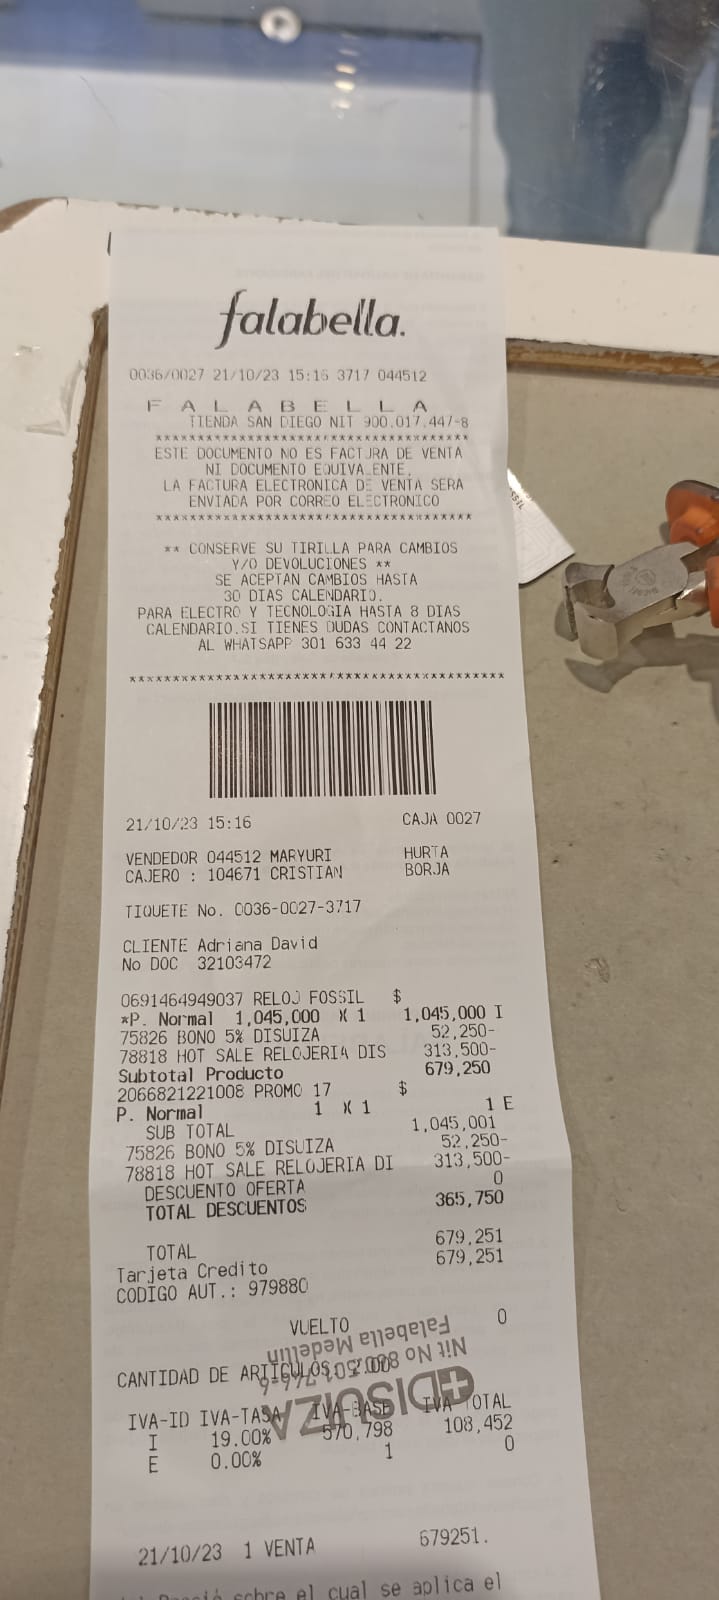 falabella.
0036/0027 21/10/23 15:16 3717 044512
F A L A B E L L A
TIENDA SAN DIEGO NIT 900.017.447-8
****************************************
ESTE DOCUMENTO NO ES FACTURA DE VENTA
NI DOCUMENTO EQUIVALENTE.
LA FACTURA ELECTRONICA DE VENTA SERA
ENVIADA POR CORREO ELECTRONICO
****************************************
** CONSERVE SU TIRILLA PARA CAMBIOS
Y/O DEVOLUCIONES **
SE ACEPTAN CAMBIOS HASTA
30 DIAS CALENDARIO.
PARA ELECTRO Y TECNOLOGIA HASTA 8 DIAS
CALENDARIO.SI TIENES DUDAS CONTACTANOS
AL WHATSAPP 301 633 44 22
****************************************
21/10/23 15:16 CAJA 0027
VENDEDOR 044512 MARYURI HURTA
CAJERO : 104671 CRISTIAN BORJA
TIQUETE No. 0036-0027-3717
CLIENTE Adriana David
No DOC 32103472
0691464949037 RELOJ FOSSIL $
*P. Normal 1,045,000 X 1 1,045,000 I
75826 BONO 5% DISUIZA 52,250-
78818 HOT SALE RELOJERIA DIS 313,500-
Subtotal Producto 679,250
2066821221008 PROMO 17 $
P. Normal 1 X 1 1 E
SUB TOTAL 1,045,001
75826 BONO 5% DISUIZA 52,250-
78818 HOT SALE RELOJERIA DI 313,500-
DESCUENTO OFERTA 0
TOTAL DESCUENTOS 365,750
TOTAL 679,251
Tarjeta Credito 679,251
CODIGO AUT.: 979880
VUELTO 0
CANTIDAD DE ARTICULOS:
DISUIZA
Nit No
Falabella Medellin
IVA-ID IVA-TASA IVA-BASE IVA-TOTAL
I 19.00% 570,798 108,452
E 0.00% 1 0
21/10/23 1 VENTA 679251.
sobre el cual se aplica el